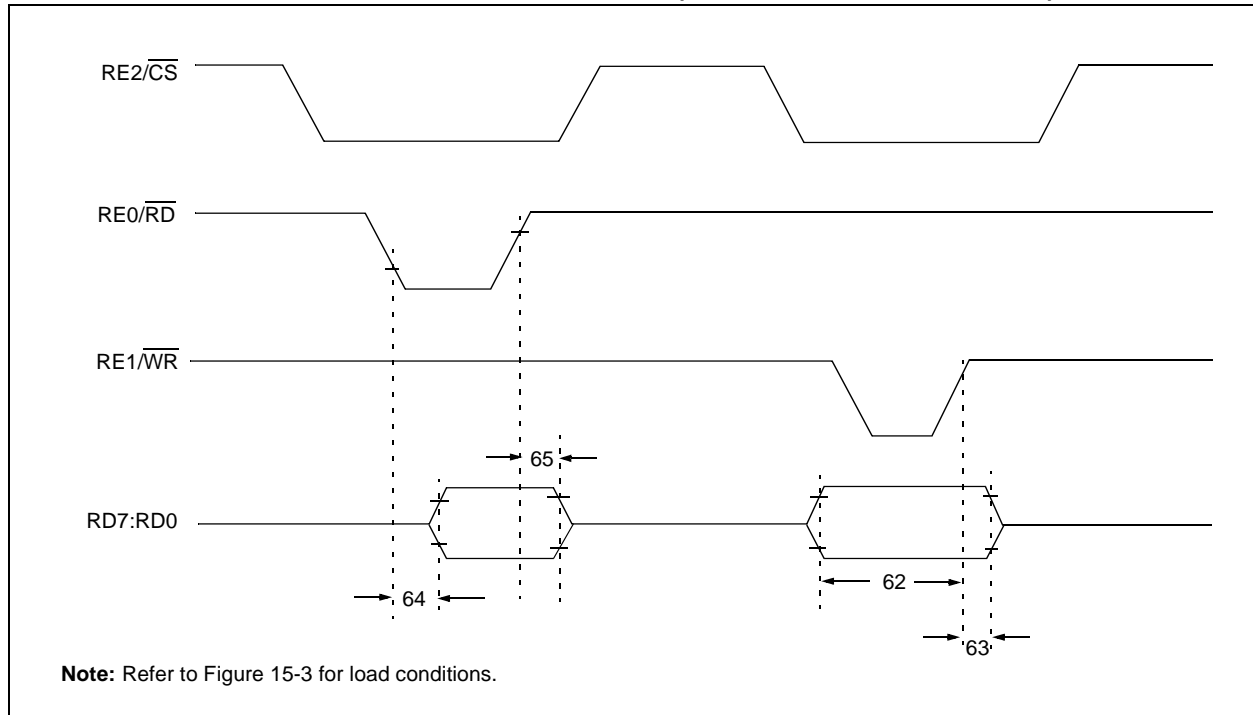 RE2/CS
RE0/RD
RE1/WR
65
RD7:RD0
64
62
63
Note: Refer to Figure 15-3 for load conditions.